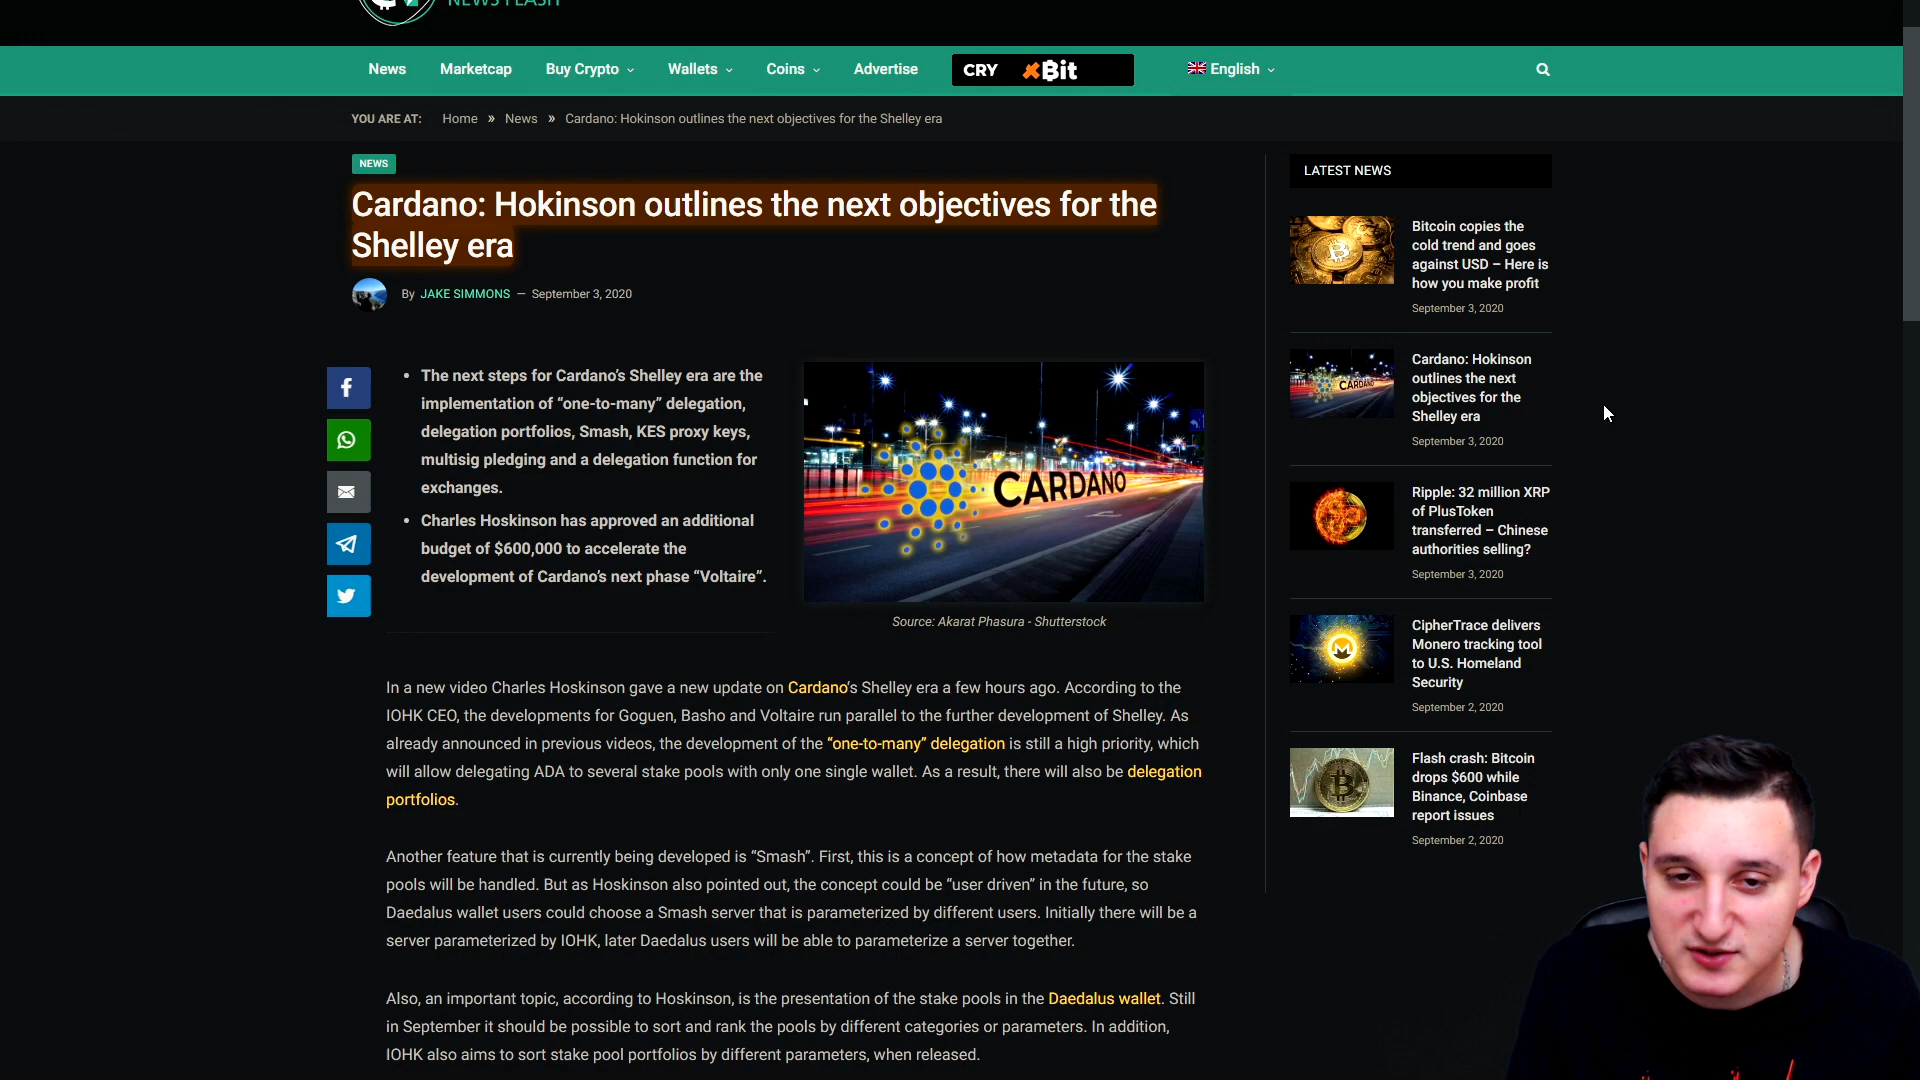 NEWS FLASH
News
Marketcap
Buy Crypto
Wallets
Coins
Advertise
CRY xBit
English
YOU ARE AT: Home » News » Cardano: Hokinson outlines the next objectives for the Shelley era
NEWS
Cardano: Hokinson outlines the next objectives for the
Shelley era
By JAKE SIMMONS — September 3, 2020
• The next steps for Cardano's Shelley era are the
implementation of “one-to-many” delegation,
delegation portfolios, Smash, KES proxy keys,
multisig pledging and a delegation function for
exchanges.
• Charles Hoskinson has approved an additional
budget of $600,000 to accelerate the
development of Cardano's next phase “Voltaire”.
CARDANO
Source: Akarat Phasura - Shutterstock
In a new video Charles Hoskinson gave a new update on Cardano‘s Shelley era a few hours ago. According to the
IOHK CEO, the developments for Goguen, Basho and Voltaire run parallel to the further development of Shelley. As
already announced in previous videos, the development of the “one-to-many” delegation is still a high priority, which
will allow delegating ADA to several stake pools with only one single wallet. As a result, there will also be delegation
portfolios.
Another feature that is currently being developed is “Smash”. First, this is a concept of how metadata for the stake
pools will be handled. But as Hoskinson also pointed out, the concept could be “user driven” in the future, so
Daedalus wallet users could choose a Smash server that is parameterized by different users. Initially there will be a
server parameterized by IOHK, later Daedalus users will be able to parameterize a server together.
Also, an important topic, according to Hoskinson, is the presentation of the stake pools in the Daedalus wallet. Still
in September it should be possible to sort and rank the pools by different categories or parameters. In addition,
IOHK also aims to sort stake pool portfolios by different parameters, when released.
LATEST NEWS
Bitcoin copies the
cold trend and goes
against USD – Here is
how you make profit
September 3, 2020
CARDANO
Cardano: Hokinson
outlines the next
objectives for the
Shelley era
September 3, 2020
Ripple: 32 million XRP
of PlusToken
transferred – Chinese
authorities selling?
September 3, 2020
CipherTrace delivers
Monero tracking tool
to U.S. Homeland
Security
September 2, 2020
Flash crash: Bitcoin
drops $600 while
Binance, Coinbase
report issues
September 2, 2020